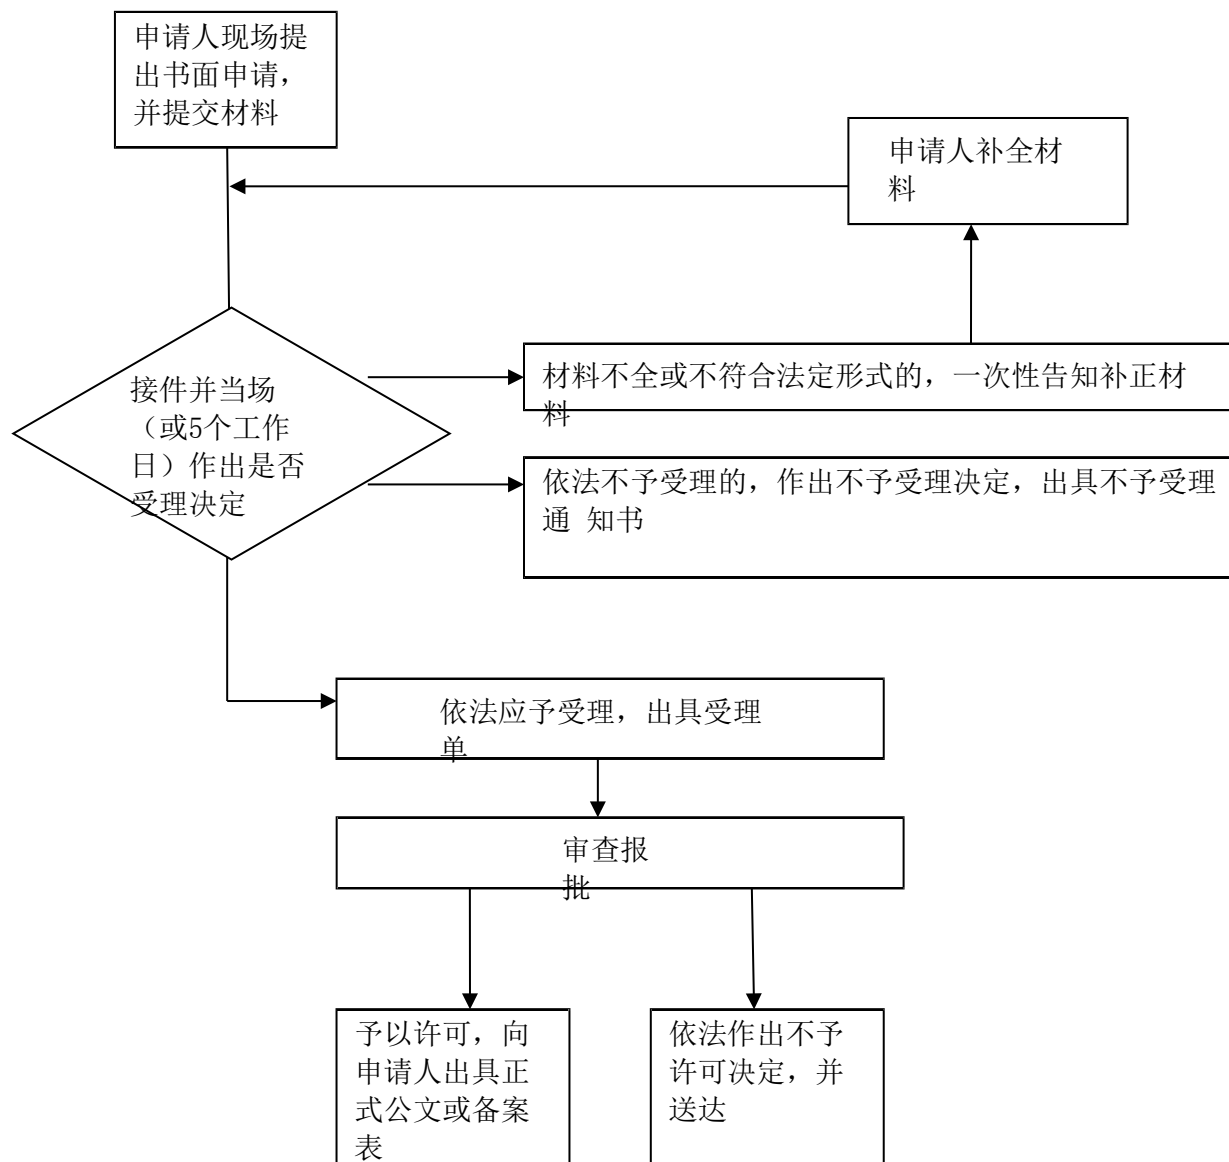 申请人现场提
出书面申请，
并提交材料
申请人补全材
料
材料不全或不符合法定形式的，一次性告知补正材
料
接件并当场
（或5个工作
日）作出是否
受理决定
依法不予受理的，作出不予受理决定，出具不予受理
通 知书
依法应予受理，出具受理
单
审查报
批
予以许可，向
申请人出具正
式公文或备案
表
依法作出不予
许可决定，并
送达